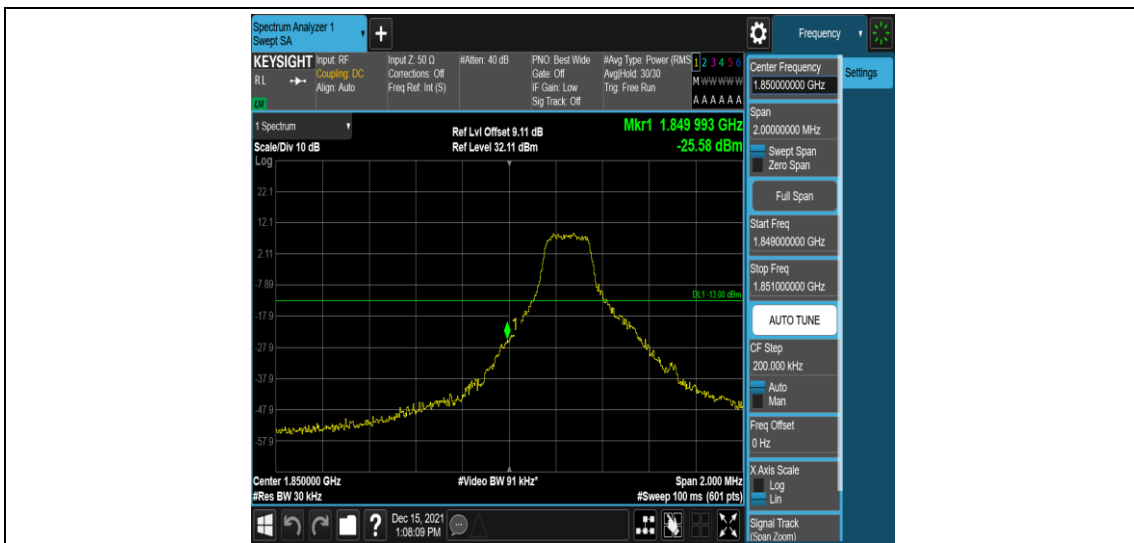 Spectrum Analyzer 1
Swept SA
+
Frequency
KEYSIGHT
RL
Input: RF
Coupling: DC
Align: Auto
Input Z: 50 Ω
Corrections: Off
Freq Ref: Int (S)
#Atten: 40 dB
PNO: Best Wide
Gate: Off
IF Gain: Low
Sig Track: Off
#Avg Type: Power (RMS
Avg|Hold: 30/30
Trig: Free Run
1 2 3 4 5 6
M W W W W W
A A A A A A
1 Spectrum
Scale/Div 10 dB
Ref Lvl Offset 9.11 dB
Ref Level 32.11 dBm
Mkr1 1.849 993 GHz
-25.58 dBm
Log
22.1
12.1
2.11
-7.89
DL1 -13.00 dBm
-17.9
1
-27.9
-37.9
-47.9
-57.9
Center 1.850000 GHz
#Video BW 91 kHz*
Span 2.000 MHz
#Res BW 30 kHz
#Sweep 100 ms (601 pts)
Dec 15, 2021
1:08:09 PM
?
Center Frequency
1.850000000 GHz
Settings
Span
2.00000000 MHz
Swept Span
Zero Span
Full Span
Start Freq
1.849000000 GHz
Stop Freq
1.851000000 GHz
AUTO TUNE
CF Step
200.000 kHz
Auto
Man
Freq Offset
0 Hz
X Axis Scale
Log
Lin
Signal Track
(Span Zoom)